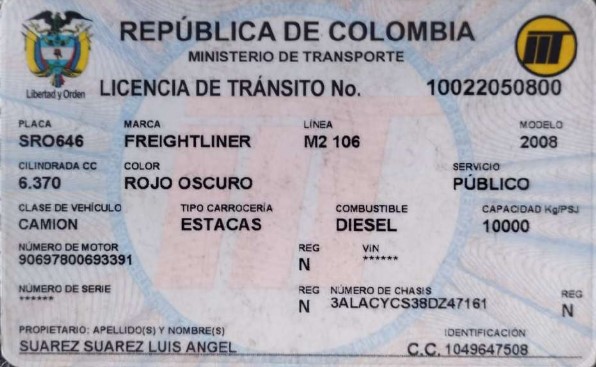 REPÚBLICA DE COLOMBIA
MINISTERIO DE TRANSPORTE
Libertad y Orden
LICENCIA DE TRÁNSITO No. 10022050800
PLACA MARCA LÍNEA MODELO
SRO646 FREIGHTLINER M2 106 2008
CILINDRADA CC COLOR SERVICIO
6.370 ROJO OSCURO PÚBLICO
CLASE DE VEHÍCULO TIPO CARROCERÍA COMBUSTIBLE CAPACIDAD Kg/PSJ
CAMION ESTACAS DIESEL 10000
NÚMERO DE MOTOR REG VIN
90697800693391 N ******
NÚMERO DE SERIE REG NÚMERO DE CHASIS REG
****** N 3ALACYCS38DZ47161 N
PROPIETARIO: APELLIDO(S) Y NOMBRE(S) IDENTIFICACIÓN
SUAREZ SUAREZ LUIS ANGEL C.C. 1049647508